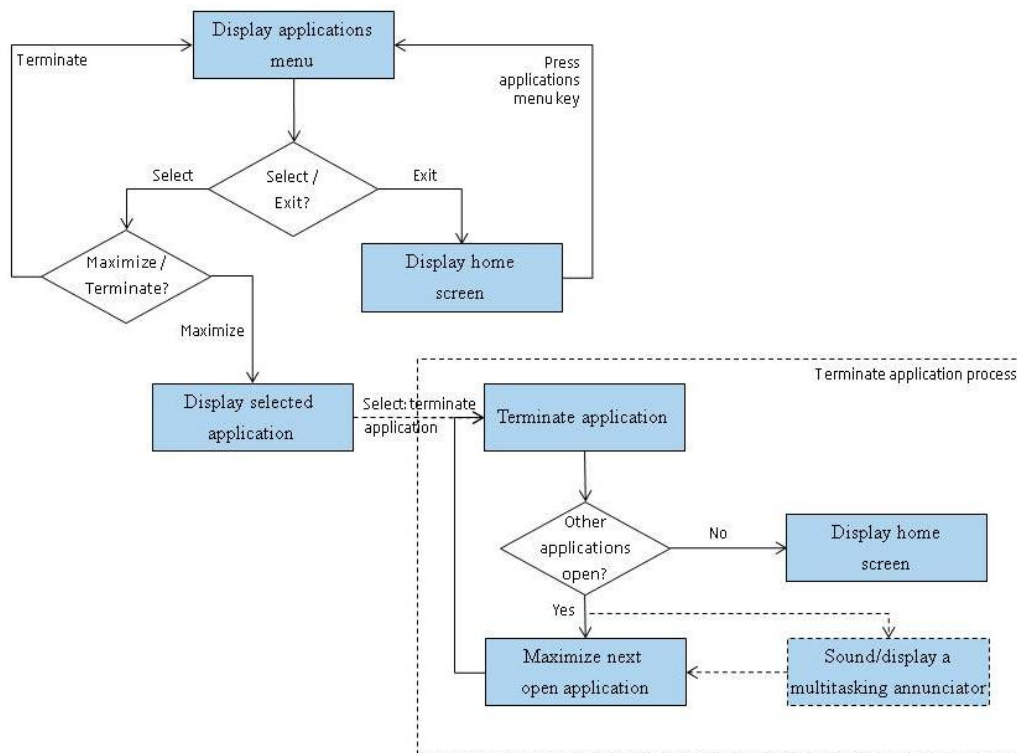 Display applications
menu
Terminate
Press
applications
menu key
Select
Select /
Exit?
Exit
Maximize /
Terminate?
Display home
screen
Maximize
Terminate application process
Display selected
application
Select: terminate
application
Terminate application
Other
applications
open?
No
Display home
screen
Yes
Maximize next
open application
Sound/display a
multitasking annunciator